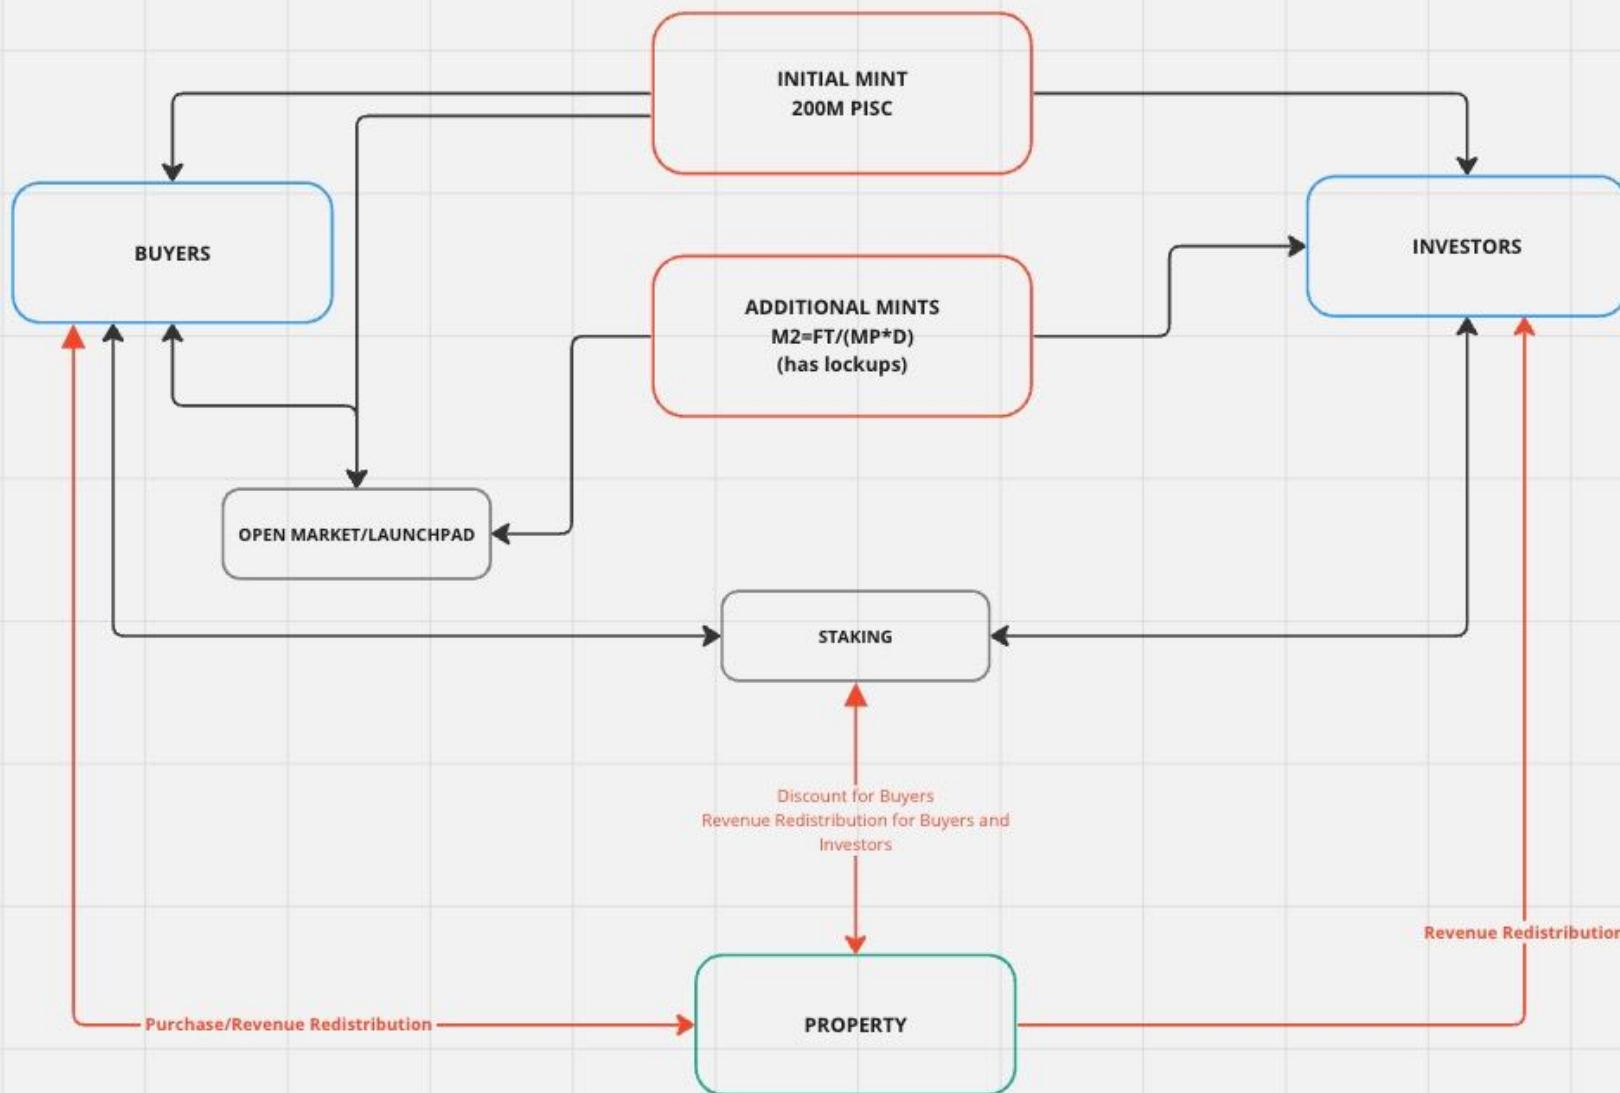 INITIAL MINT
200M PISC
BUYERS
INVESTORS
ADDITIONAL MINTS
M2=FT/(MP*D)
(has lockups)
OPEN MARKET/LAUNCHPAD
STAKING
Discount for Buyers
Revenue Redistribution for Buyers and
Investors
Revenue Redistribution
Purchase/Revenue Redistribution
PROPERTY